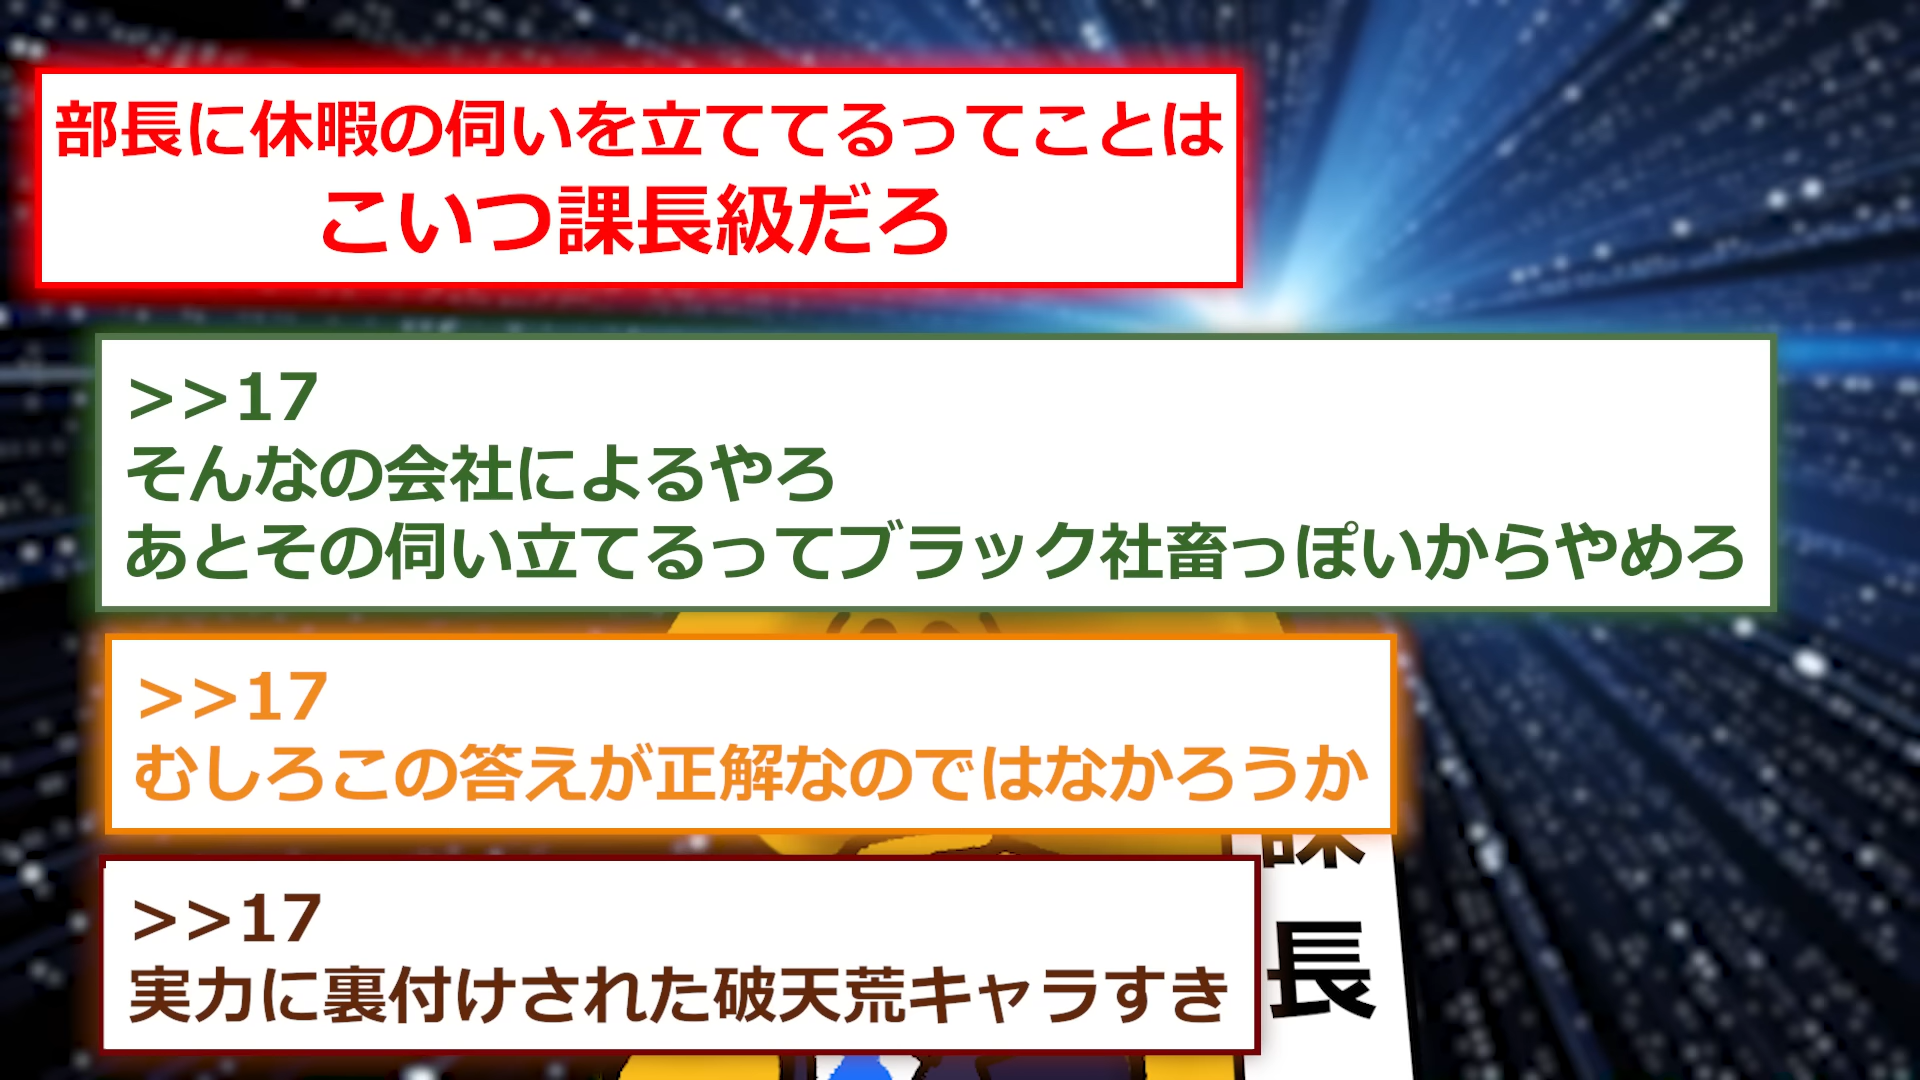 部長に休暇の伺いを立ててるってことは
こいつ課長級だろ
>>17
そんなの会社によるやろ
あとその伺い立てるってブラック社畜っぽいからやめろ
>>17
むしろこの答えが正解なのではなかろうか
>>17
実力に裏付けされた破天荒キャラすき
課
長